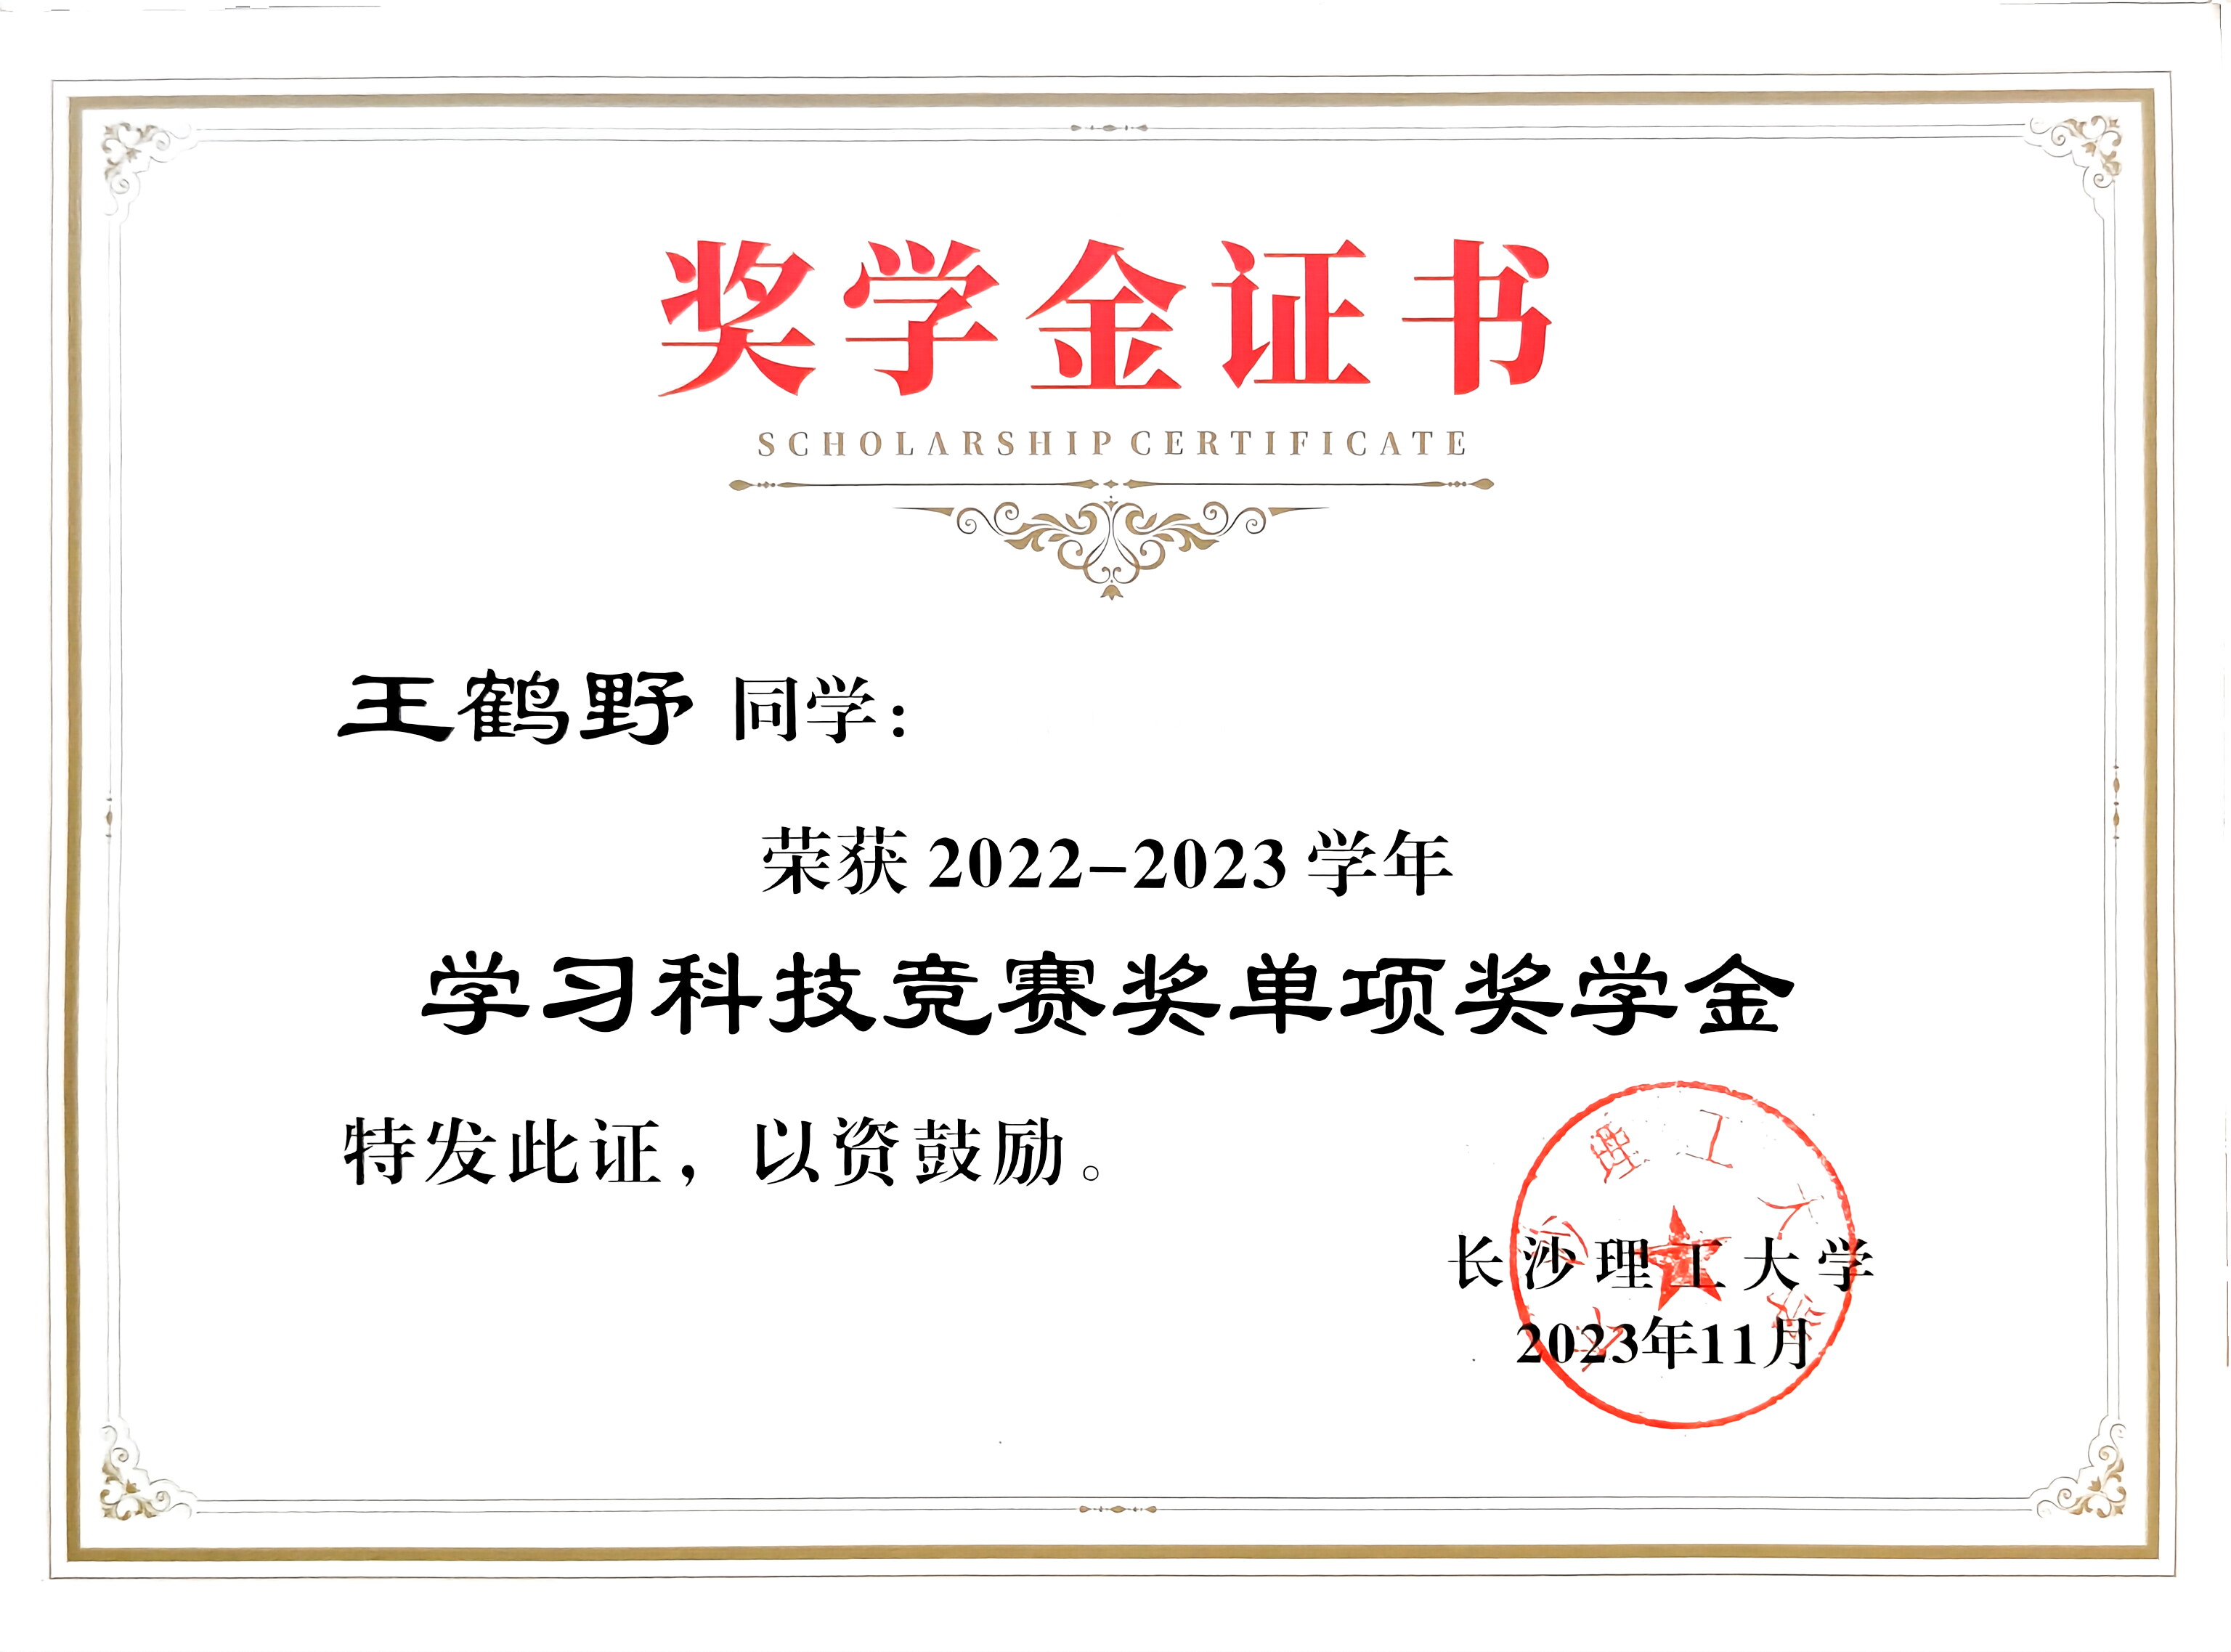 奖学金证书
SCHOLARSHIP CERTIFICATE
王鹤野 同学：
荣获 2022-2023 学年
学习科技竞赛奖单项奖学金
特发此证，以资鼓励。
长沙理工大学
2023年11月